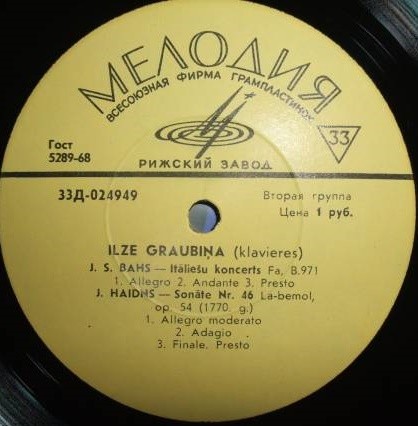 МЕЛОДИЯ
ВСЕСОЮЗНАЯ ФИРМА ГРАМПЛАСТИНОК
33
Гост
5289-68
РИЖСКИЙ ЗАВОД
33Д-024949
Вторая группа
Цена 1 руб.
ILZE GRAUBIŅA (klavieres)
J. S. BAHS — Itāliešu koncerts Fa, B.971
1. Allegro 2. Andante 3. Presto
J. HAIDNS — Sonāte Nr. 46 La-bemol,
op. 54 (1770. g.)
1. Allegro moderato
2. Adagio
3. Finale. Presto